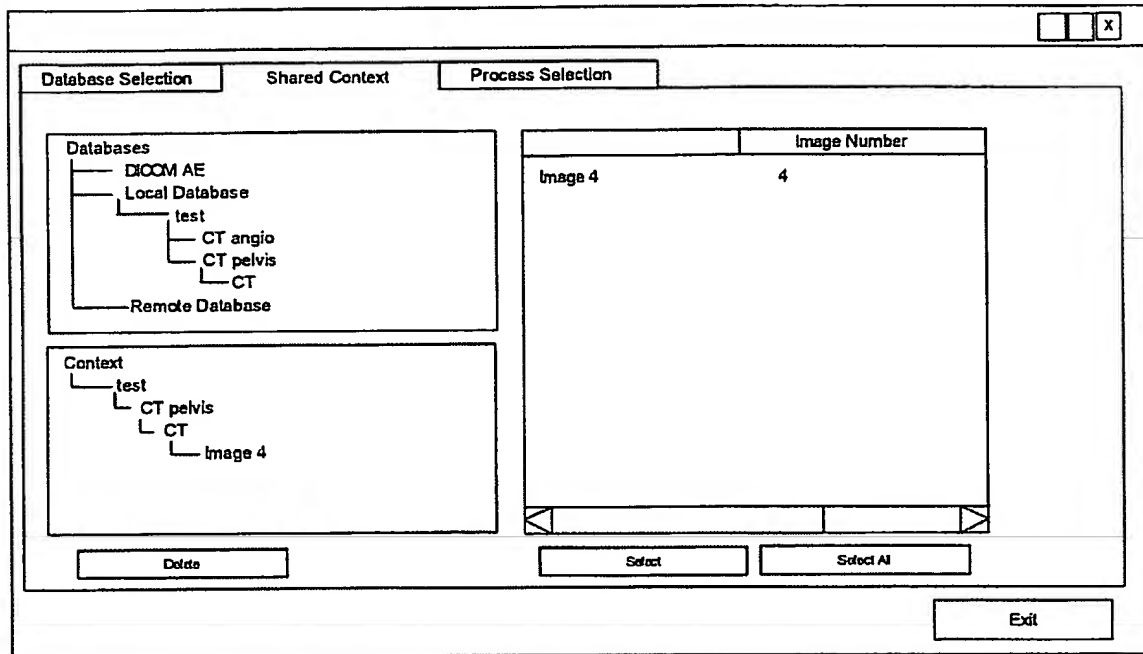 X
Database Selection
Shared Context
Process Selection
Databases
DICOM AE
Local Database
test
CT angio
CT pelvis
CT
Remote Database
Context
test
CT pelvis
CT
Image 4
Image Number
Image 4 4
Delete
Select
Select All
Exit